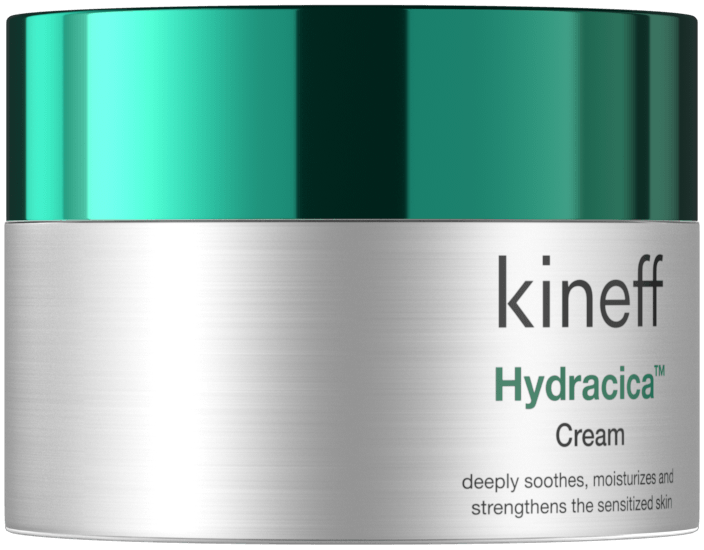 kineff
Hydracica™
Cream
deeply soothes, moisturizes and
strengthens the sensitized skin